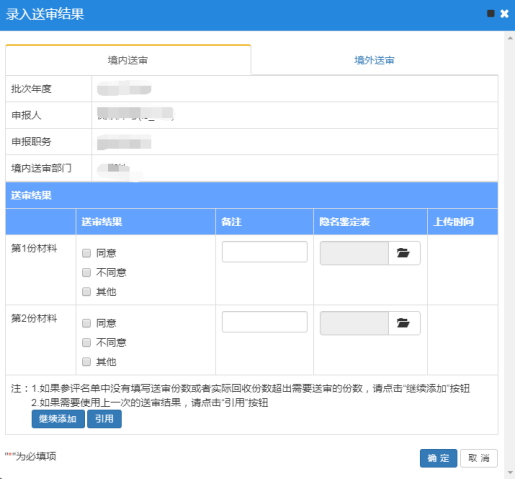 录入送审结果
境内送审 境外送审
批次年度
申报人
申报职务
境内送审部门
送审结果
送审结果 备注 隐名鉴定表 上传时间
第1份材料
同意
不同意
其他
第2份材料
同意
不同意
其他
注：1.如果参评名单中没有填写送审份数或者实际回收份数超出需要送审的份数，请点击“继续添加”按钮
2.如果需要使用上一次的送审结果，请点击“引用”按钮
继续添加 引用
"*"为必填项 确 定 取 消